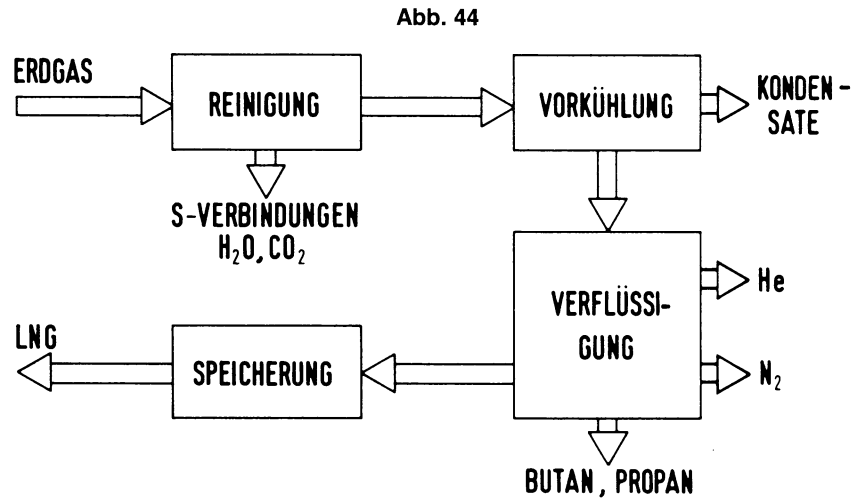 Abb. 44
ERDGAS
REINIGUNG
VORKÜHLUNG
KONDEN-
SATE
S-VERBINDUNGEN
H₂O, CO₂
VERFLÜSSI-
GUNG
He
N₂
LNG
SPEICHERUNG
BUTAN, PROPAN